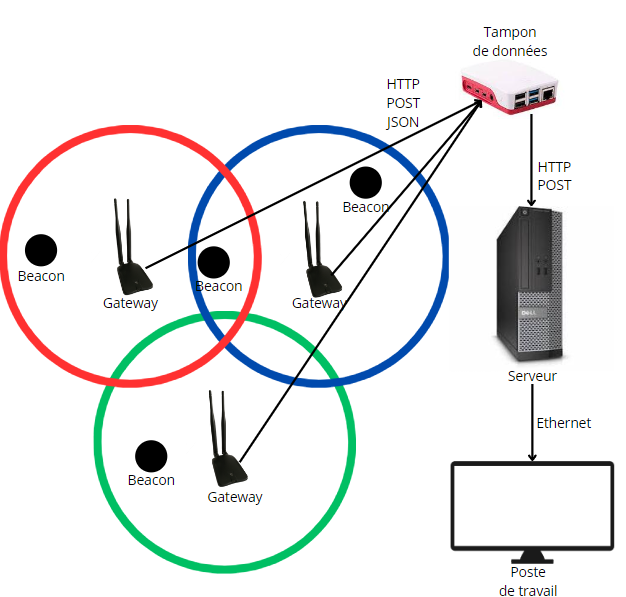 Tampon
de données
HTTP
POST
JSON
HTTP
POST
Beacon
Beacon
Beacon
Gateway
Gateway
DELL
Serveur
Ethernet
Beacon
Gateway
Poste
de travail